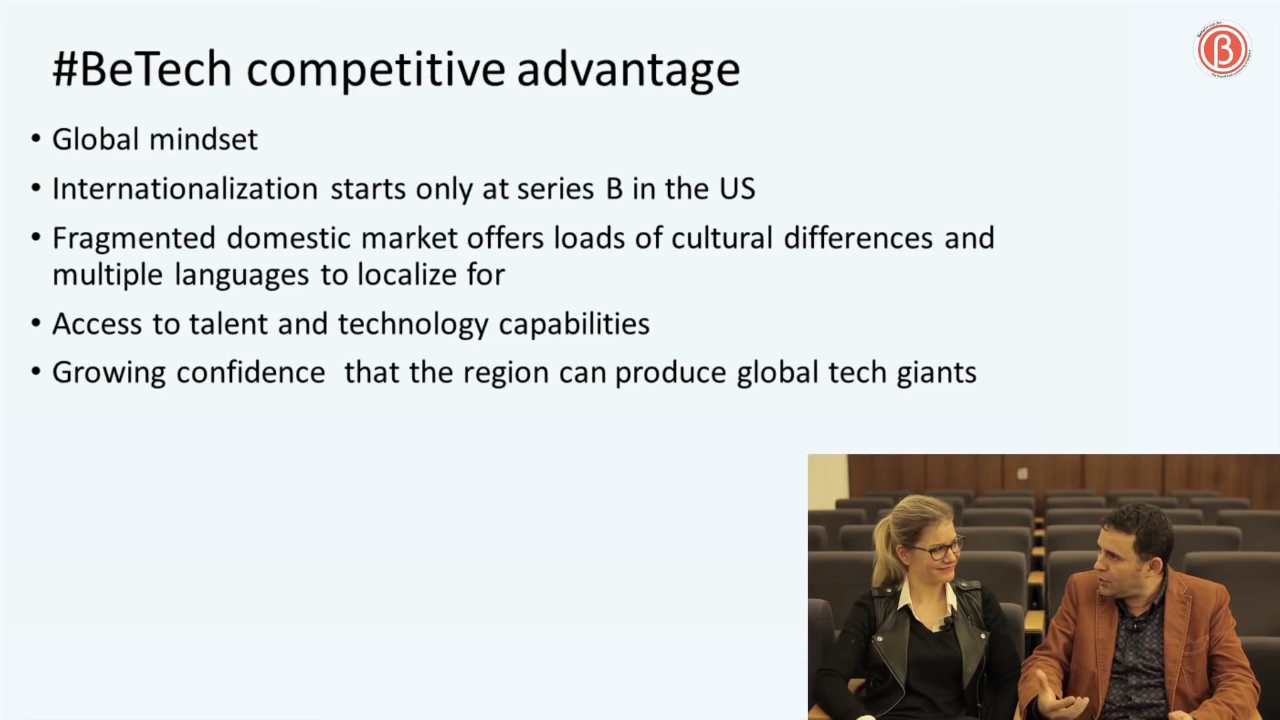 #BeTech competitive advantage
• Global mindset
• Internationalization starts only at series B in the US
• Fragmented domestic market offers loads of cultural differences and
multiple languages to localize for
• Access to talent and technology capabilities
• Growing confidence  that the region can produce global tech giants
β